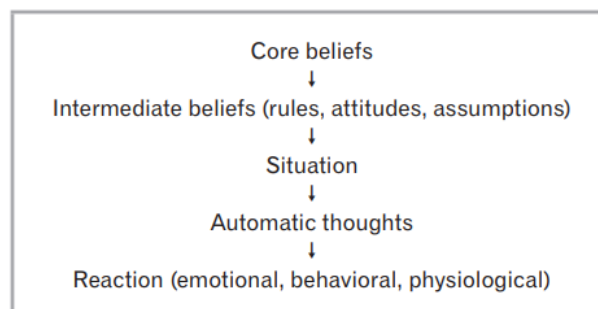 Core beliefs
↓
Intermediate beliefs (rules, attitudes, assumptions)
↓
Situation
↓
Automatic thoughts
↓
Reaction (emotional, behavioral, physiological)